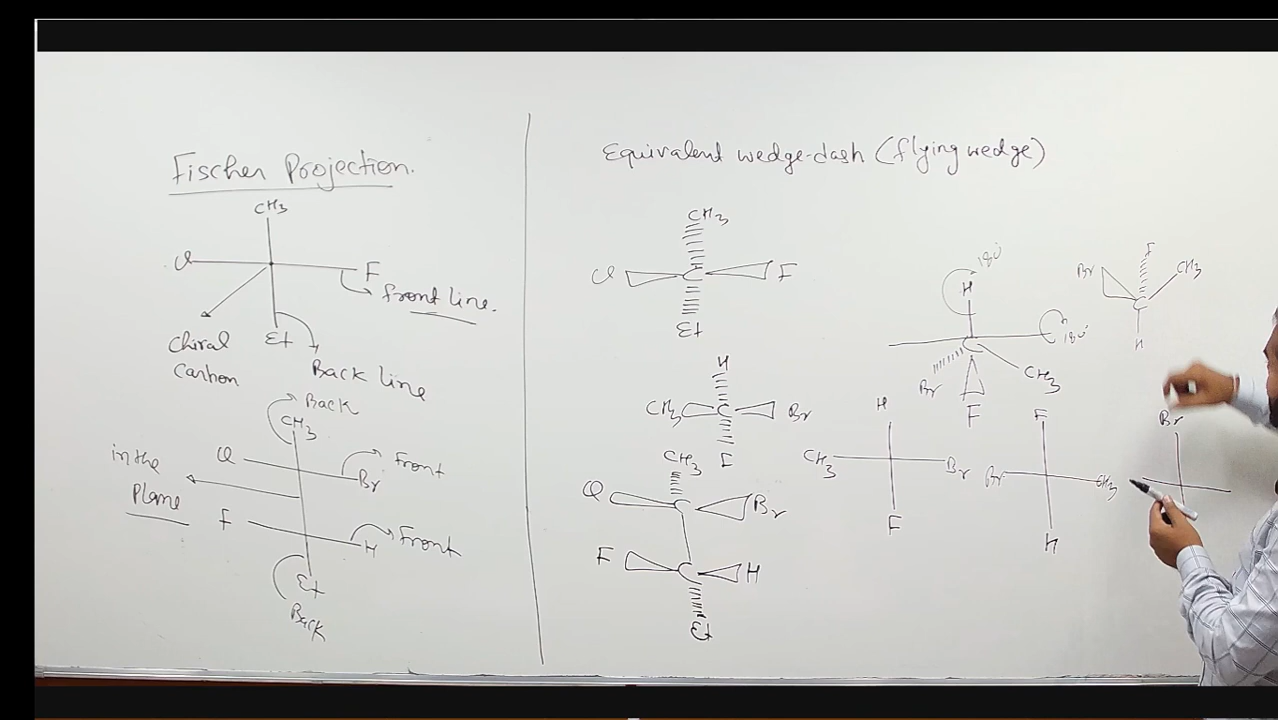 Fischer Projection.
CH3
Cl
F
front line.
Chiral
Carbon
Et
Back line
Back
CH3
Cl
Front
Br
in the
Plane
F
Front
H
Et
Back
Equivalent wedge-dash (flying wedge)
CH3
Cl C F
Et
H
CH3 C Br
F
CH3
Cl C Br
F C H
Et
180°
H
C
180°
Br
CH3
F
F
Br
CH3
C
H
H
CH3
Br
F
F
Br
CH3
H
Br